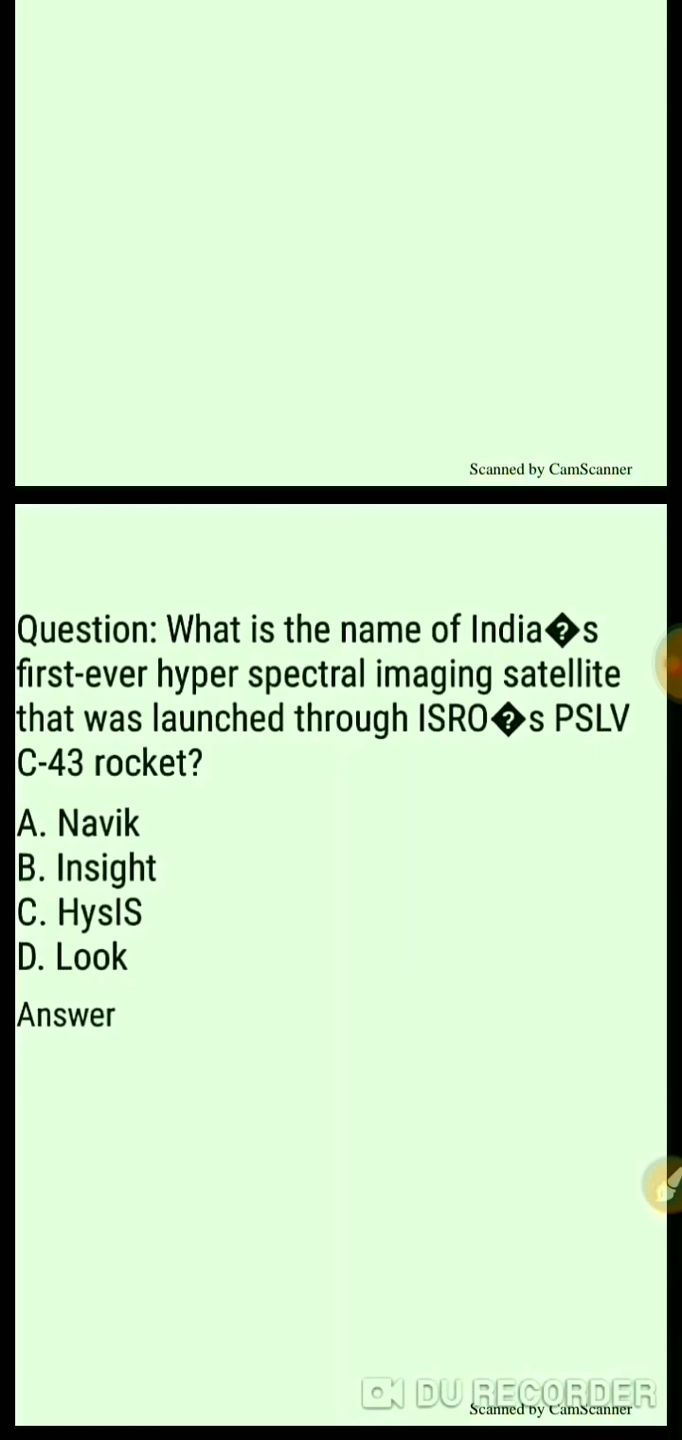 Scanned by CamScanner
Question: What is the name of India�s
first-ever hyper spectral imaging satellite
that was launched through ISRO�s PSLV
C-43 rocket?
A. Navik
B. Insight
C. HysIS
D. Look
Answer
DU RECORDER
Scanned by CamScanner